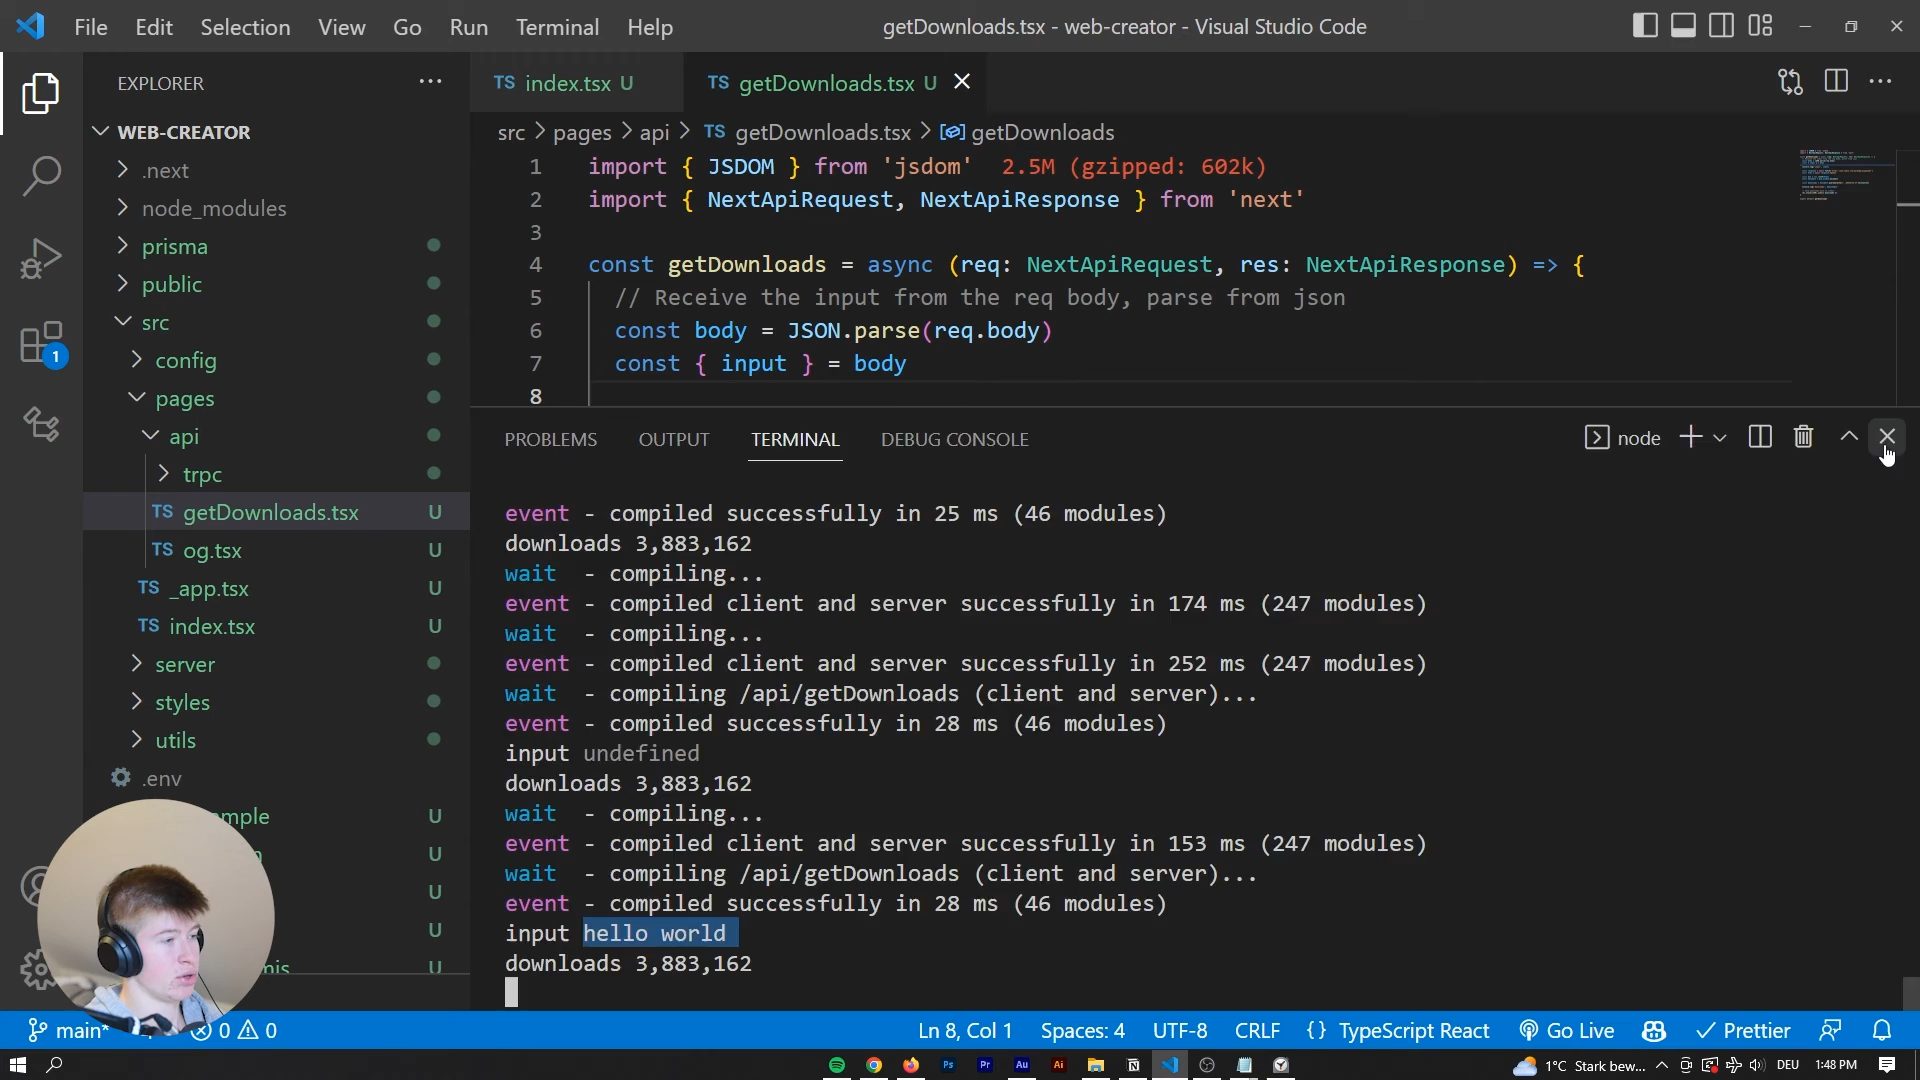 File Edit Selection View Go Run Terminal Help
getDownloads.tsx - web-creator - Visual Studio Code
EXPLORER
WEB-CREATOR
.next
node_modules
prisma
public
src
config
pages
api
trpc
TS getDownloads.tsx U
TS og.tsx U
TS _app.tsx U
TS index.tsx U
server
styles
utils
.env
U
U
U
U
U
1
TS index.tsx U
TS getDownloads.tsx U
src > pages > api > TS getDownloads.tsx > getDownloads
1 import { JSDOM } from 'jsdom' 2.5M (gzipped: 602k)
2 import { NextApiRequest, NextApiResponse } from 'next'
3
4 const getDownloads = async (req: NextApiRequest, res: NextApiResponse) => {
5 // Receive the input from the req body, parse from json
6 const body = JSON.parse(req.body)
7 const { input } = body
8
PROBLEMS OUTPUT TERMINAL DEBUG CONSOLE
node
event - compiled successfully in 25 ms (46 modules)
downloads 3,883,162
wait - compiling...
event - compiled client and server successfully in 174 ms (247 modules)
wait - compiling...
event - compiled client and server successfully in 252 ms (247 modules)
wait - compiling /api/getDownloads (client and server)...
event - compiled successfully in 28 ms (46 modules)
input undefined
downloads 3,883,162
wait - compiling...
event - compiled client and server successfully in 153 ms (247 modules)
wait - compiling /api/getDownloads (client and server)...
event - compiled successfully in 28 ms (46 modules)
input hello world
downloads 3,883,162
main* 0 0
Ln 8, Col 1 Spaces: 4 UTF-8 CRLF {} TypeScript React Go Live Prettier
Ps Pr Au Ai
1°C Stark bew... DEU 1:48 PM